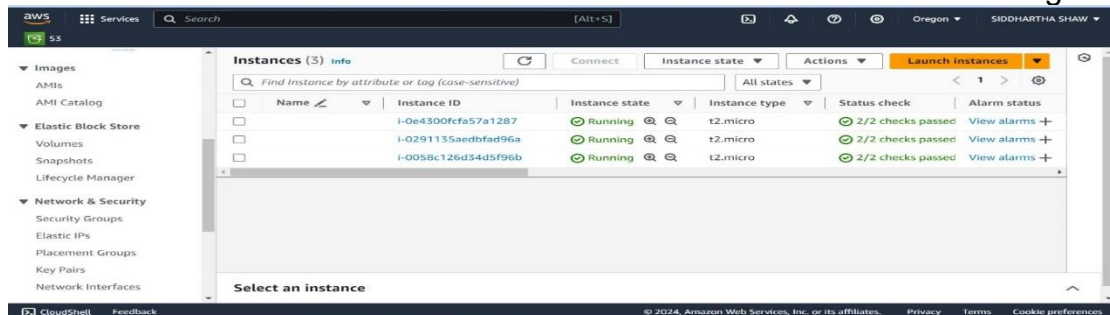 aws
Services
Search
[Alt+S]
Oregon
SIDDHARTHA SHAW
S3
Images
AMIs
AMI Catalog
Elastic Block Store
Volumes
Snapshots
Lifecycle Manager
Network & Security
Security Groups
Elastic IPs
Placement Groups
Key Pairs
Network Interfaces
Instances (3) Info
Connect
Instance state
Actions
Launch instances
Find Instance by attribute or tag (case-sensitive)
All states
1
Name Instance ID Instance state Instance type Status check Alarm status
i-0e4300fcfa57a1287 Running t2.micro 2/2 checks passed View alarms +
i-0291135aedbfad96a Running t2.micro 2/2 checks passed View alarms +
i-0058c126d34d5f96b Running t2.micro 2/2 checks passed View alarms +
Select an instance
CloudShell Feedback © 2024, Amazon Web Services, Inc. or its affiliates. Privacy Terms Cookie preferences